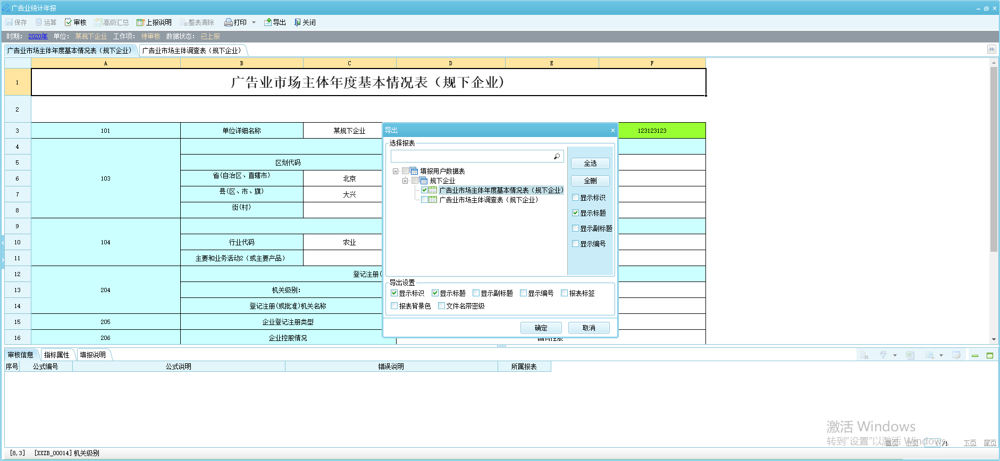 广告业统计年报
保存 运算 审核 高级汇总 上报说明 整表清除 打印 导出 关闭
时期： 2020年 单位： 某规下企业 工作项： 待审核 数据状态： 已上报
广告业市场主体年度基本情况表（规下企业） 广告业市场主体调查表（规下企业）
A B C D E F
1 广告业市场主体年度基本情况表（规下企业)
2
3 101 单位详细名称 某规下企业 123123123
4
5 区划代码
6 省(自治区、直辖市) 北京
103
7 县(区、市、旗) 大兴
8 街(村)
9
10 104 行业代码 农业
11 主要和业务活动2（或主要产品）
12 登记注册(
13 204 机关级别：
14 登记注册(或批准)机关名称
15 205 企业登记注册类型
16 206 企业控股情况
导出
选择报表
填报用户数据表
规下企业
广告业市场主体年度基本情况表（规下企业）
广告业市场主体调查表（规下企业）
全选
全删
显示标识
显示标题
显示副标题
显示编号
导出设置
显示标识 显示标题 显示副标题 显示编号 报表标签
报表背景色 文件名带密级
确定 取消
审核信息 指标属性 填报说明
序号 公式编号 公式说明 错误说明 所属报表
激活 Windows
转到"设置"以激活 Windows。
首页 上页 1 /1 下页 尾页
[8,3] [XXZB_00014]机关级别